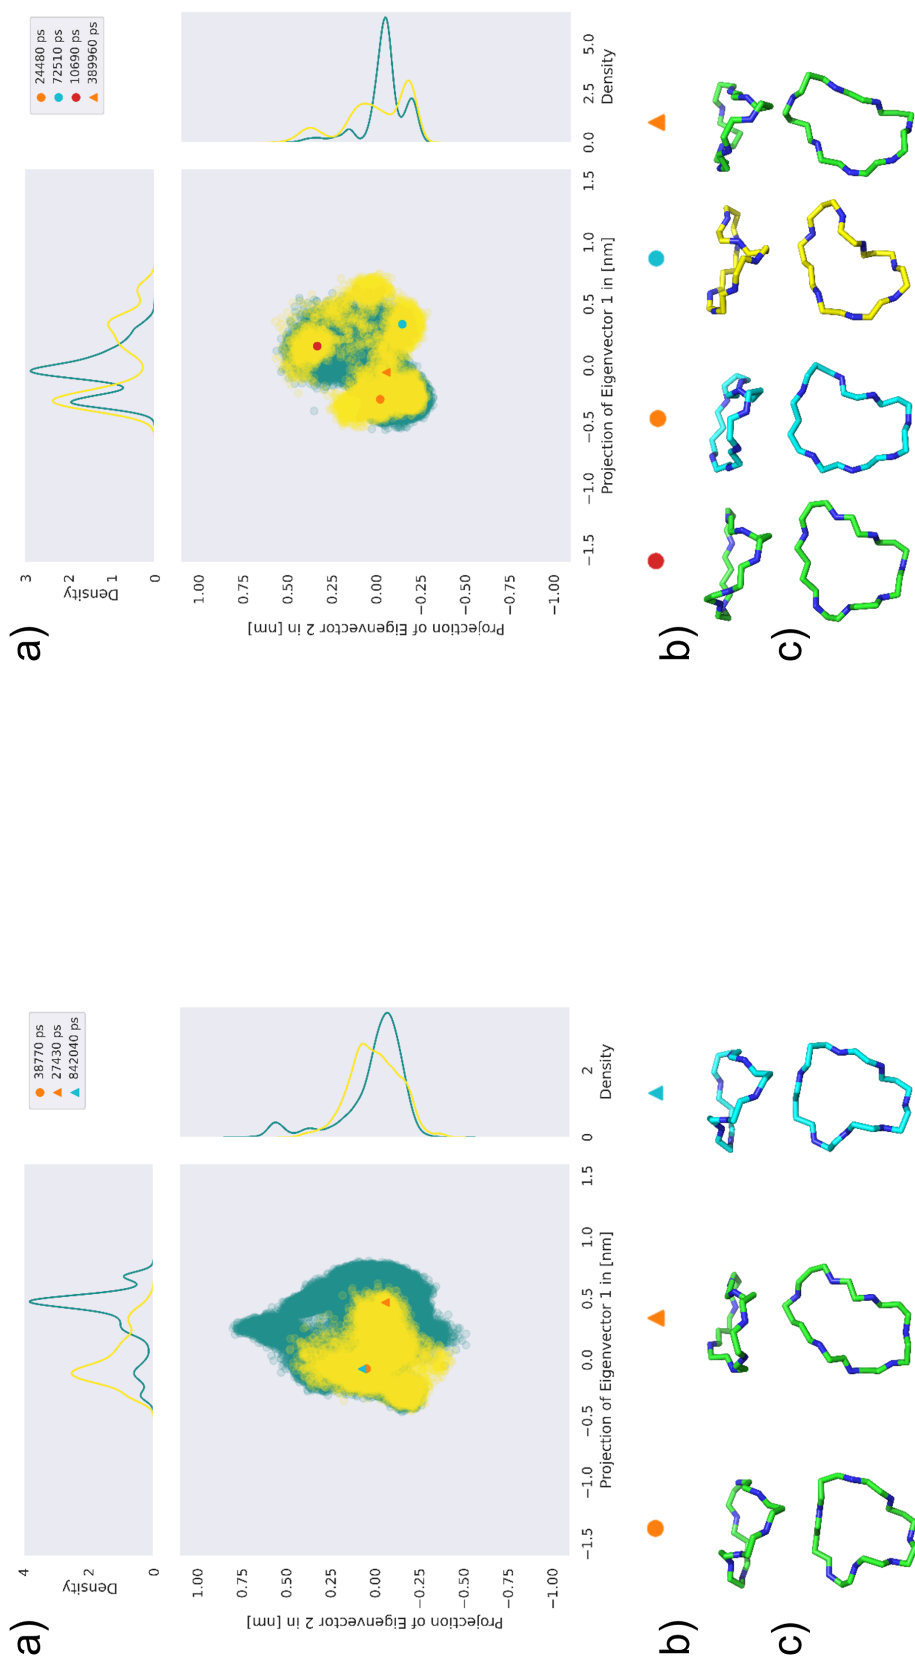 a)
4
2
0
Density
38770 ps
27430 ps
842040 ps
1.00
0.75
0.50
0.25
0.00
−0.25
−0.50
−0.75
−1.00
Projection of Eigenvector 2 in [nm]
−1.5 −1.0 −0.5 0.0 0.5 1.0 1.5
Projection of Eigenvector 1 in [nm]
0 2
Density
b)
c)
a)
3
2
1
0
Density
24480 ps
72510 ps
10690 ps
389960 ps
1.00
0.75
0.50
0.25
0.00
−0.25
−0.50
−0.75
−1.00
Projection of Eigenvector 2 in [nm]
−1.5 −1.0 −0.5 0.0 0.5 1.0 1.5
Projection of Eigenvector 1 in [nm]
0.0 2.5 5.0
Density
b)
c)